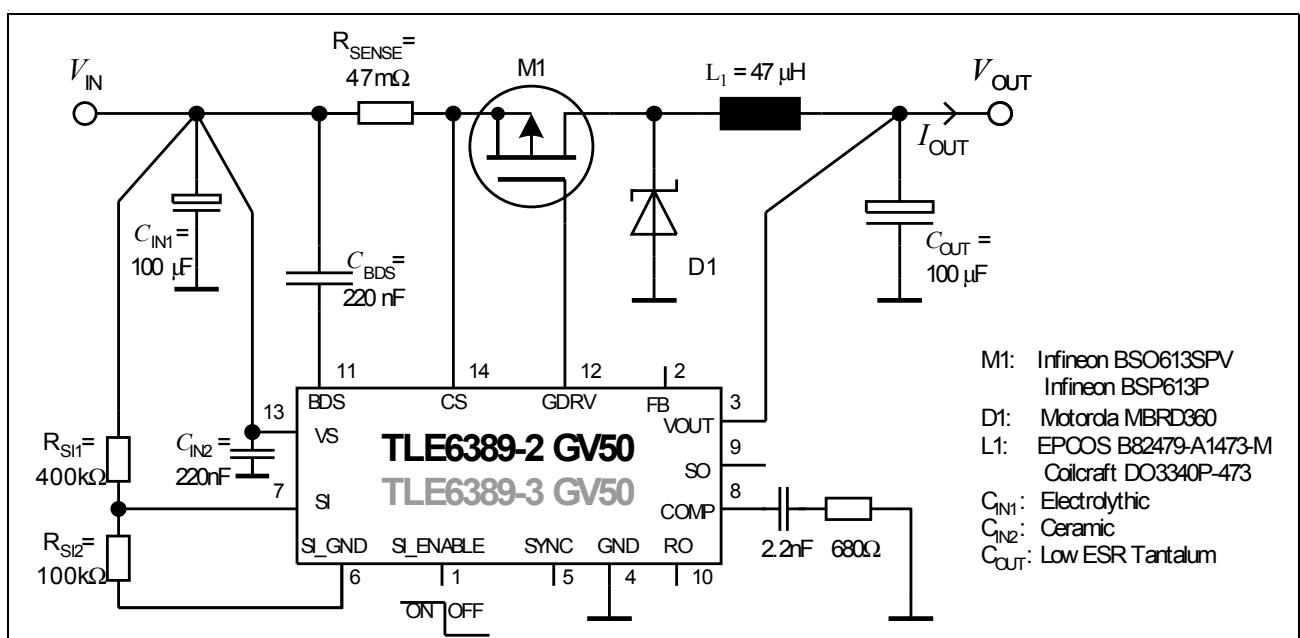 R_SENSE=
47mΩ
M1
L₁ = 47 µH
V_IN
V_OUT
I_OUT
C_IN1=
100 µF
C_BDS=
220 nF
D1
C_OUT =
100 µF
11
14
12
2
BDS
CS
GDRV
FB
13
VS
VOUT
3
TLE6389-2 GV50
TLE6389-3 GV50
R_SI1=
400kΩ
C_IN2=
220nF
SO
9
7
SI
COMP
8
2.2nF
680Ω
R_SI2=
100kΩ
SI_GND
SI_ENABLE
SYNC
GND
RO
6
1
5
4
10
ON
OFF
M1: Infineon BSO613SPV
Infineon BSP613P
D1: Motorola MBRD360
L1: EPCOS B82479-A1473-M
Coilcraft DO3340P-473
C_IN1: Electrolythic
C_IN2: Ceramic
C_OUT: Low ESR Tantalum